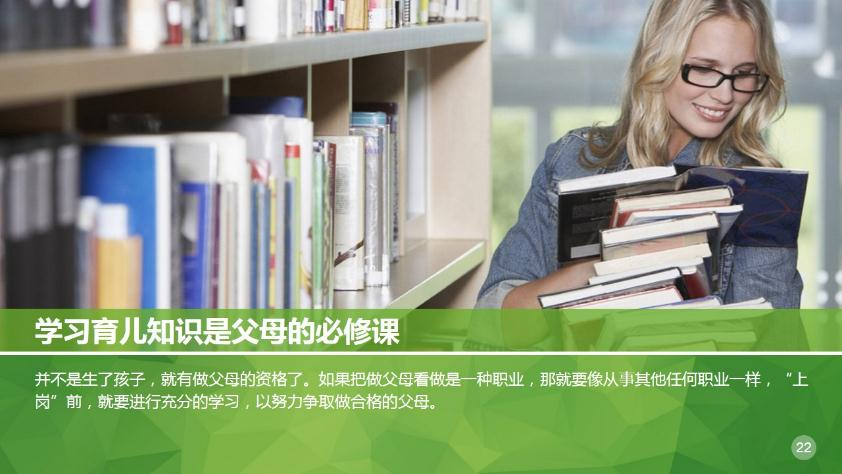 学习育儿知识是父母的必修课
并不是生了孩子，就有做父母的资格了。如果把做父母看做是一种职业，那就要像从事其他任何职业一样，“上
岗”前，就要进行充分的学习，以努力争取做合格的父母。
22